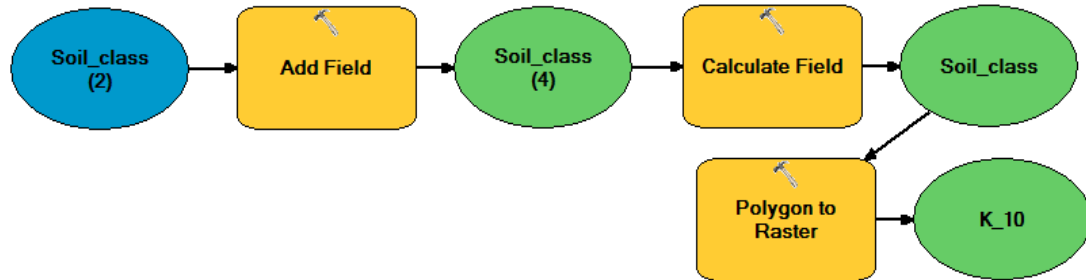 Soil_class
(2)
Add Field
Soil_class
(4)
Calculate Field
Soil_class
Polygon to
Raster
K_10